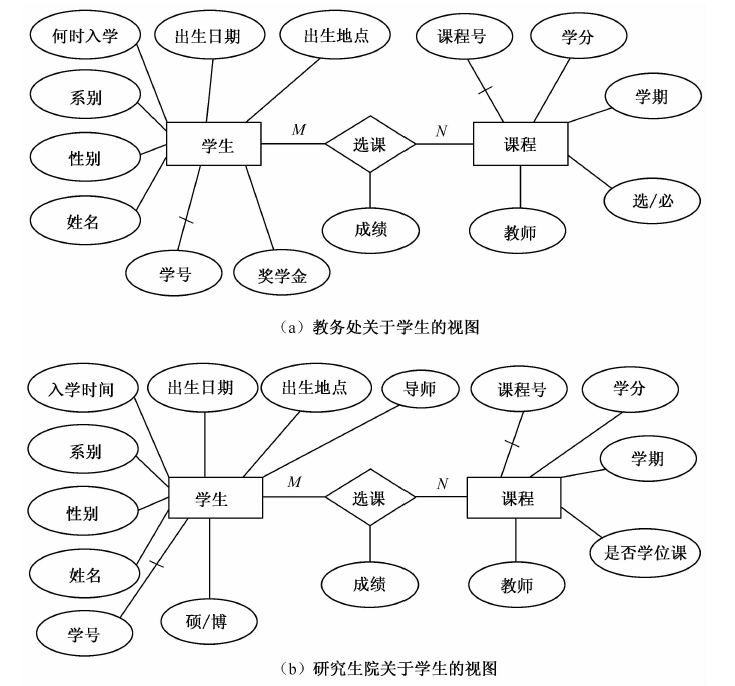 何时入学 出生日期 出生地点 课程号 学分
系别 学期
性别 学生 M 选课 N 课程
姓名 成绩 教师 选/必
学号 奖学金
（a）教务处关于学生的视图
入学时间 出生日期 出生地点 导师 课程号 学分
系别 学期
性别 学生 M 选课 N 课程
姓名 成绩 教师 是否学位课
学号 硕/博
（b）研究生院关于学生的视图